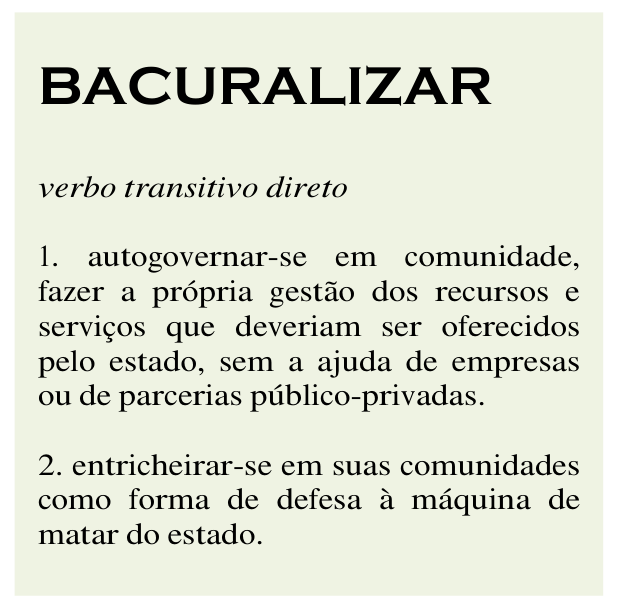 BACURALIZAR
verbo transitivo direto
1. autogovernar-se em comunidade,
fazer a própria gestão dos recursos e
serviços que deveriam ser oferecidos
pelo estado, sem a ajuda de empresas
ou de parcerias público-privadas.
2. entricheirar-se em suas comunidades
como forma de defesa à máquina de
matar do estado.